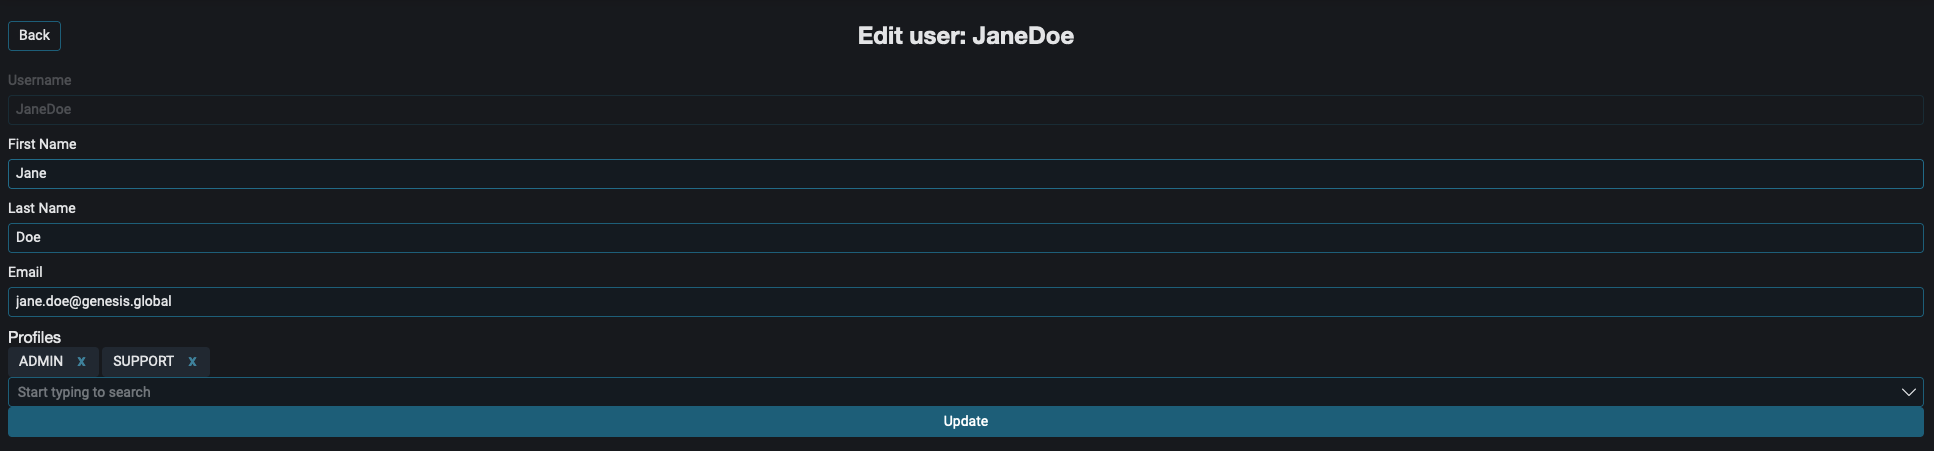 Back
Edit user: JaneDoe
Username
JaneDoe
First Name
Jane
Last Name
Doe
Email
jane.doe@genesis.global
Profiles
ADMIN x SUPPORT x
Start typing to search
Update